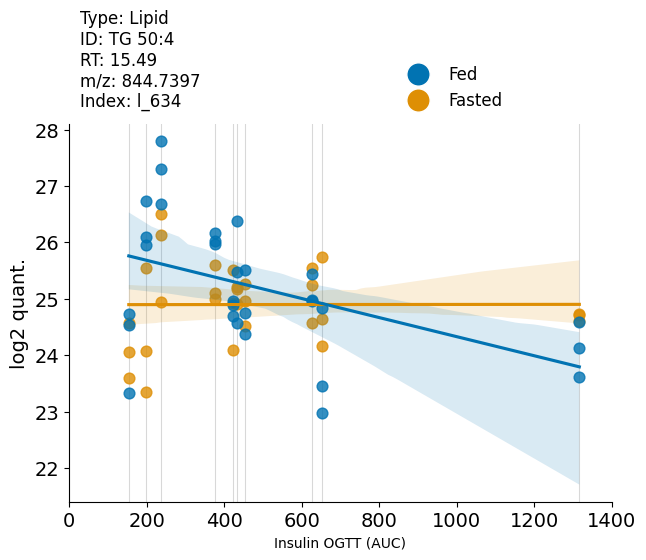 Type: Lipid
ID: TG 50:4
RT: 15.49
m/z: 844.7397
Index: l_634
Fed
Fasted
28
27
26
25
24
23
22
log2 quant.
0 200 400 600 800 1000 1200 1400
Insulin OGTT (AUC)